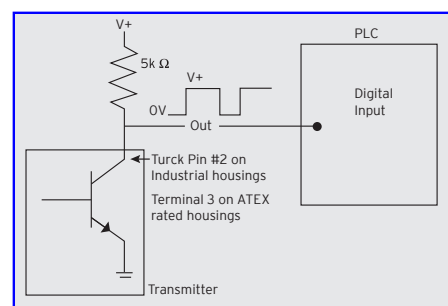 V+
PLC
5k Ω
V+
0V
Out
Digital
Input
Turck Pin #2 on
Industrial housings
Terminal 3 on ATEX
rated housings
Transmitter